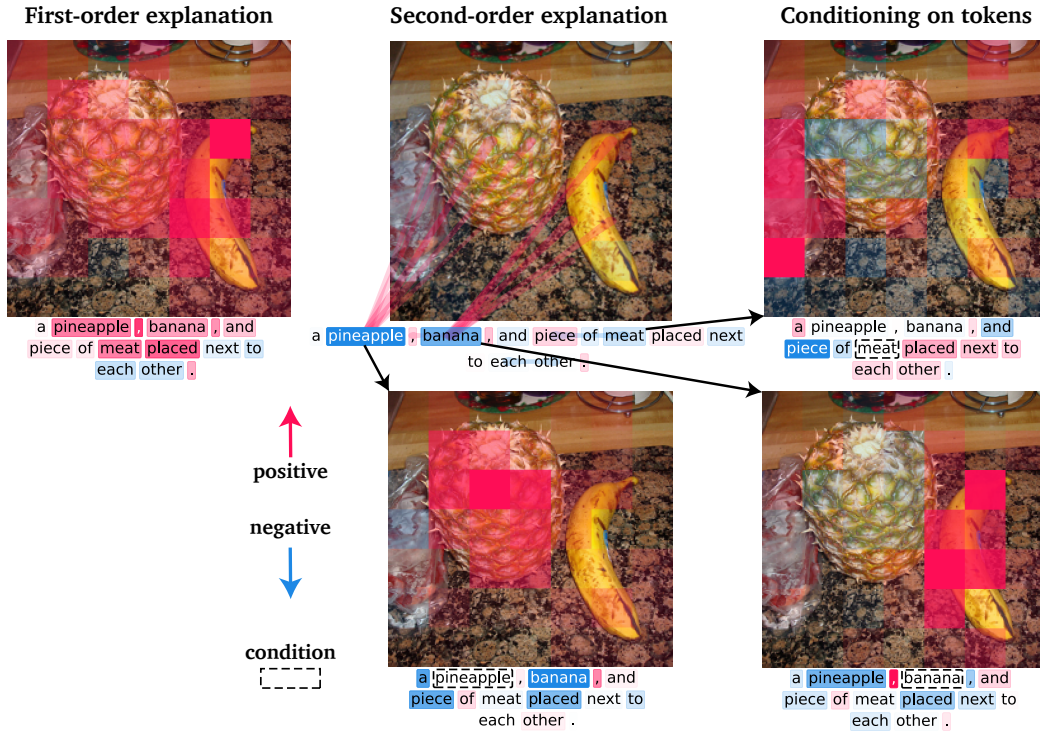 First-order explanation
Second-order explanation
Conditioning on tokens
a pineapple , banana , and
piece of meat placed next to
each other .
a pineapple , banana , and piece of meat placed next
to each other .
a pineapple , banana , and
piece of meat placed next to
each other .
positive
negative
condition
a pineapple , banana , and
piece of meat placed next to
each other .
a pineapple , banana , and
piece of meat placed next to
each other .